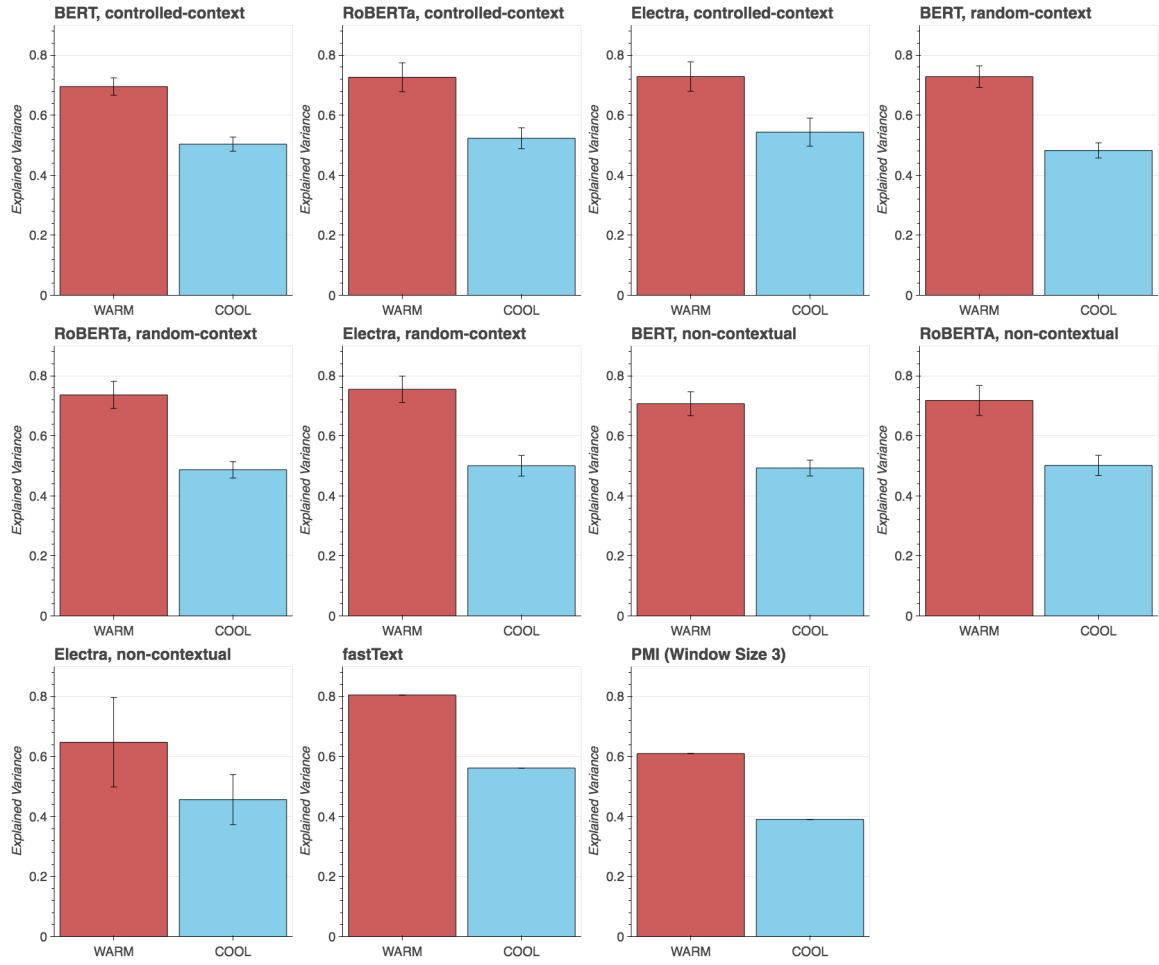 BERT, controlled-context
Explained Variance
0.8
0.6
0.4
0.2
0
WARM COOL
RoBERTa, controlled-context
Explained Variance
0.8
0.6
0.4
0.2
0
WARM COOL
Electra, controlled-context
Explained Variance
0.8
0.6
0.4
0.2
0
WARM COOL
BERT, random-context
Explained Variance
0.8
0.6
0.4
0.2
0
WARM COOL
RoBERTa, random-context
Explained Variance
0.8
0.6
0.4
0.2
0
WARM COOL
Electra, random-context
Explained Variance
0.8
0.6
0.4
0.2
0
WARM COOL
BERT, non-contextual
Explained Variance
0.8
0.6
0.4
0.2
0
WARM COOL
RoBERTA, non-contextual
Explained Variance
0.8
0.6
0.4
0.2
0
WARM COOL
Electra, non-contextual
Explained Variance
0.8
0.6
0.4
0.2
0
WARM COOL
fastText
Explained Variance
0.8
0.6
0.4
0.2
0
WARM COOL
PMI (Window Size 3)
Explained Variance
0.8
0.6
0.4
0.2
0
WARM COOL